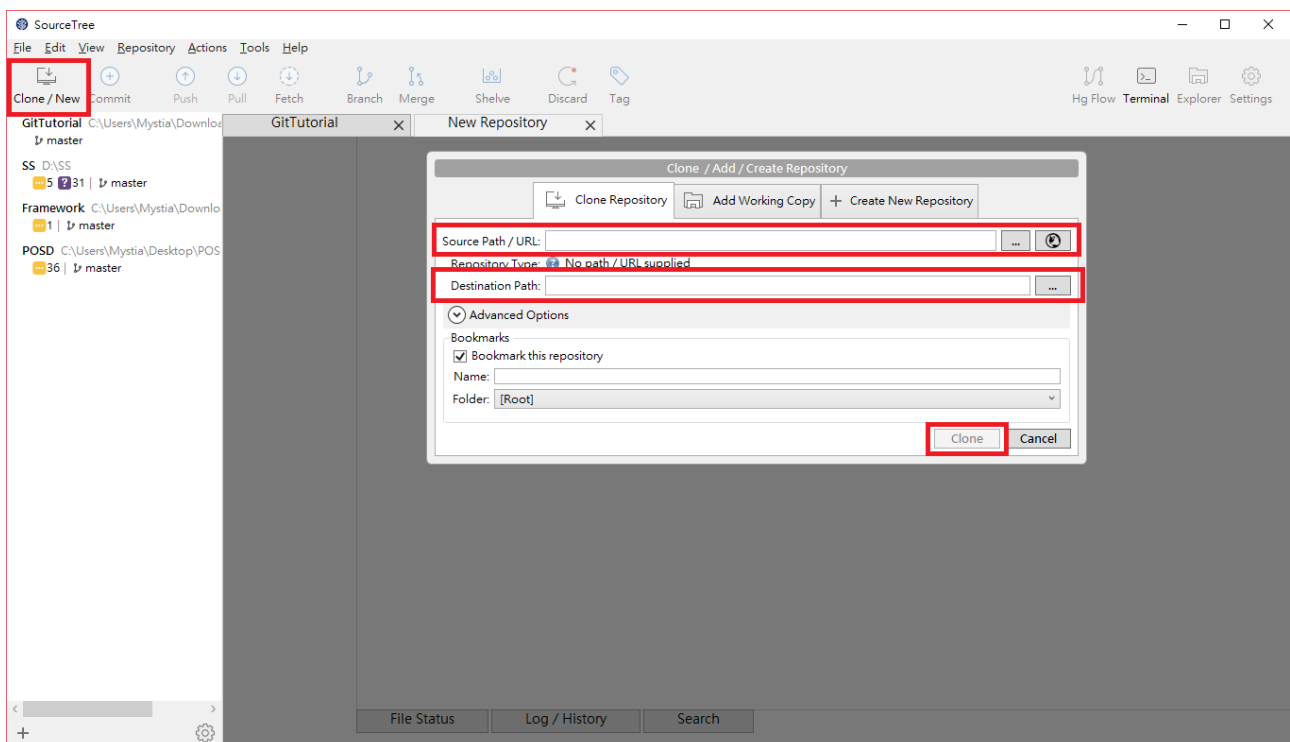 SourceTree
File Edit View Repository Actions Tools Help
Clone / New Commit Push Pull Fetch Branch Merge Shelve Discard Tag Hg Flow Terminal Explorer Settings
GitTutorial C:\Users\Mystia\Downloa
master
SS D:\SS
5 ? 31 | master
Framework C:\Users\Mystia\Downlo
1 | master
POSD C:\Users\Mystia\Desktop\POS
36 | master
GitTutorial New Repository
Clone / Add / Create Repository
Clone Repository Add Working Copy + Create New Repository
Source Path / URL: ...
Repository Type: ? No path / URL supplied
Destination Path: ...
Advanced Options
Bookmarks
Bookmark this repository
Name:
Folder: [Root]
Clone Cancel
File Status Log / History Search